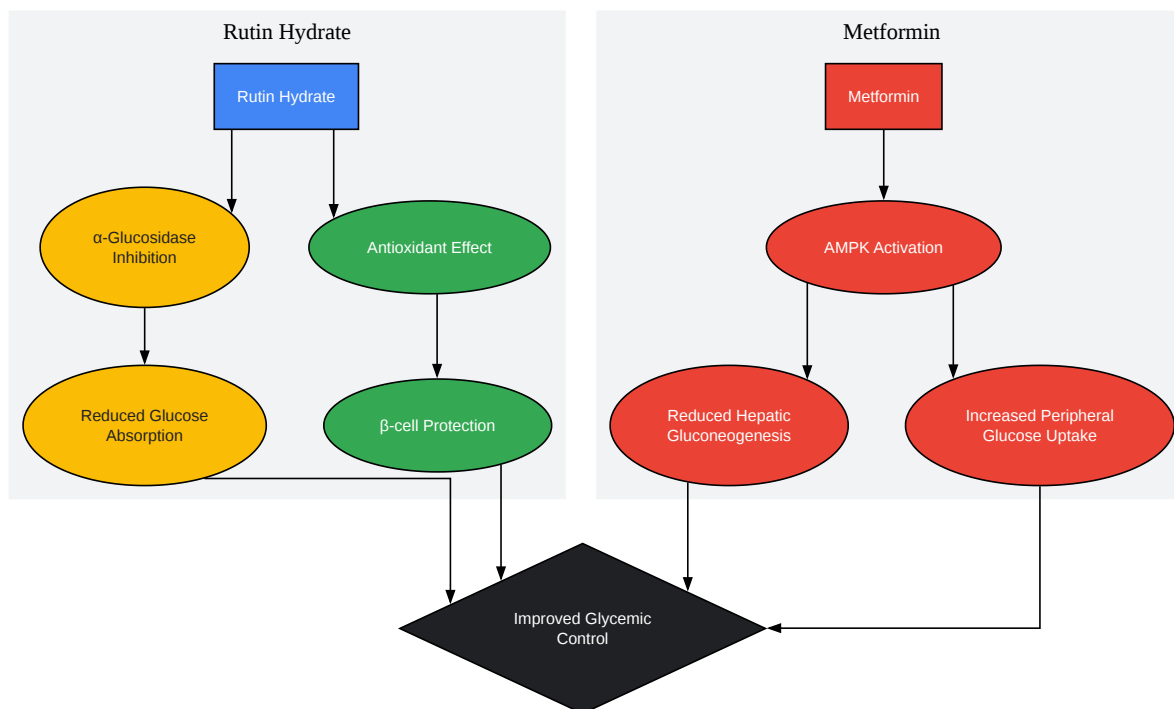 Rutin Hydrate
Metformin
Rutin Hydrate
Metformin
α-Glucosidase
Inhibition
Antioxidant Effect
AMPK Activation
Reduced Glucose
Absorption
β-cell Protection
Reduced Hepatic
Gluconeogenesis
Increased Peripheral
Glucose Uptake
Improved Glycemic
Control